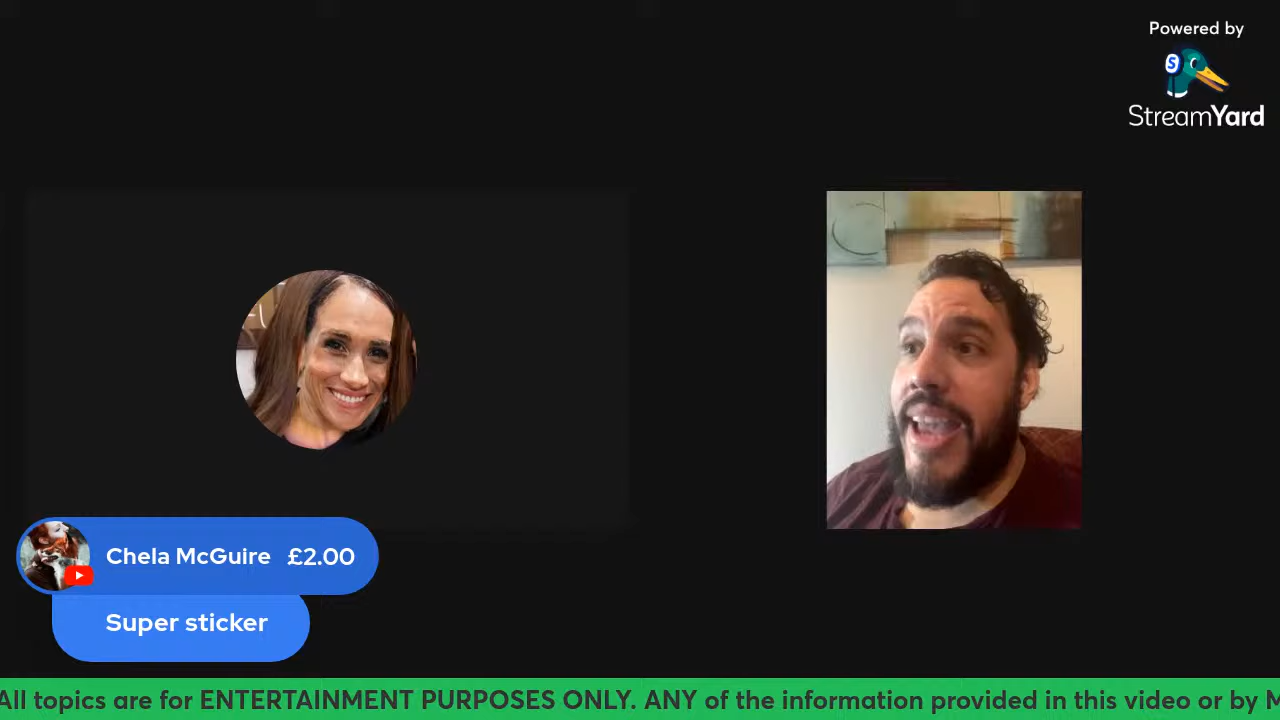 Powered by
S
StreamYard
Chela McGuire £2.00
Super sticker
All topics are for ENTERTAINMENT PURPOSES ONLY. ANY of the information provided in this video or by M